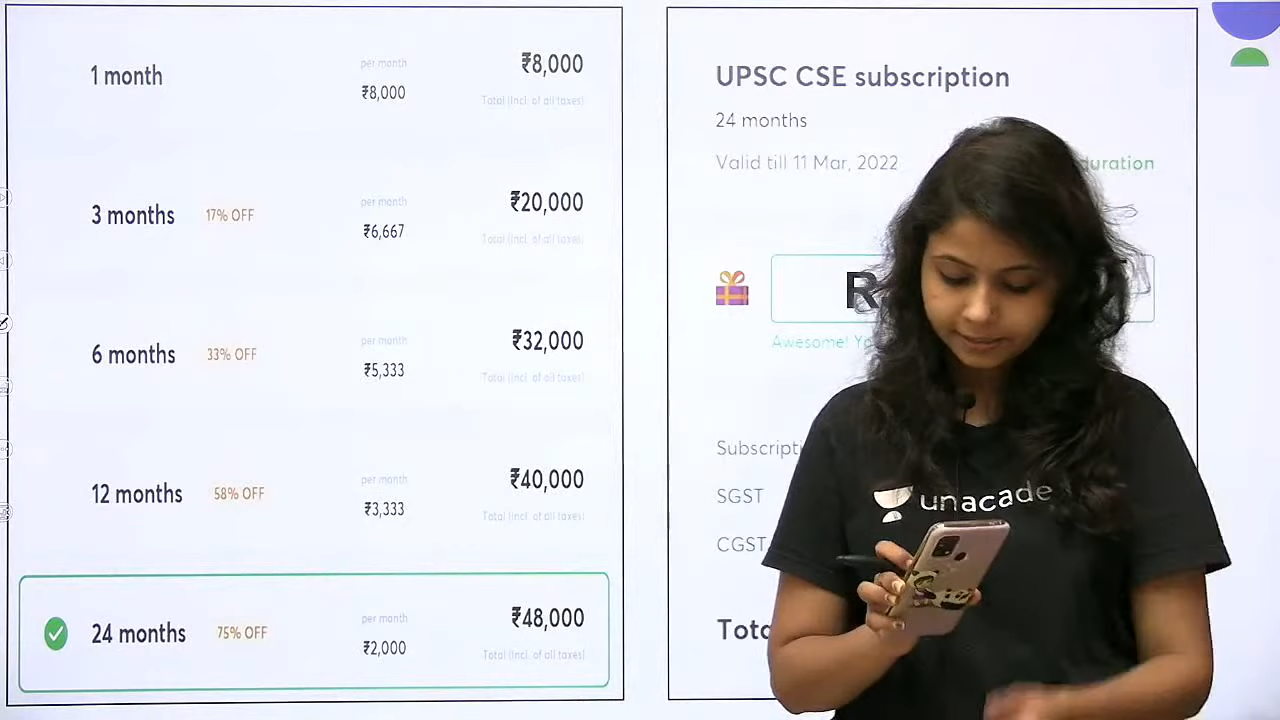 1 month
per month
₹8,000
₹8,000
Total (Incl. of all taxes)
3 months
17% OFF
per month
₹6,667
₹20,000
Total (Incl. of all taxes)
6 months
33% OFF
per month
₹5,333
₹32,000
Total (Incl. of all taxes)
12 months
58% OFF
per month
₹3,333
₹40,000
Total (Incl. of all taxes)
24 months
75% OFF
per month
₹2,000
₹48,000
Total (Incl. of all taxes)
UPSC CSE subscription
24 months
Valid till 11 Mar, 2022
duration
R
Awesome! Yo
Subscripti
SGST
CGST
Tota
unacade